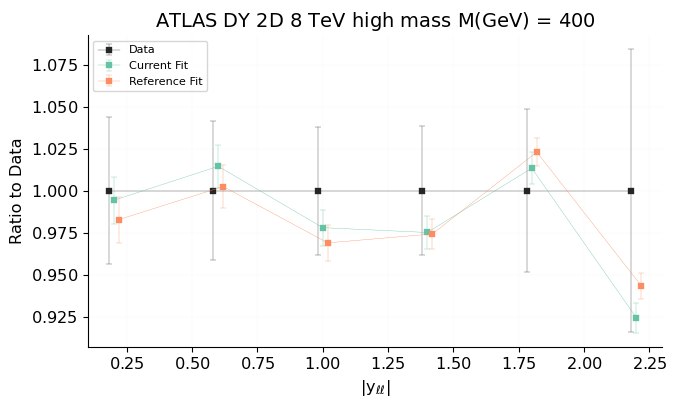 ATLAS DY 2D 8 TeV high mass M(GeV) = 400
Data
Current Fit
Reference Fit
Ratio to Data
1.075
1.050
1.025
1.000
0.975
0.950
0.925
0.25 0.50 0.75 1.00 1.25 1.50 1.75 2.00 2.25
|yℓℓ|